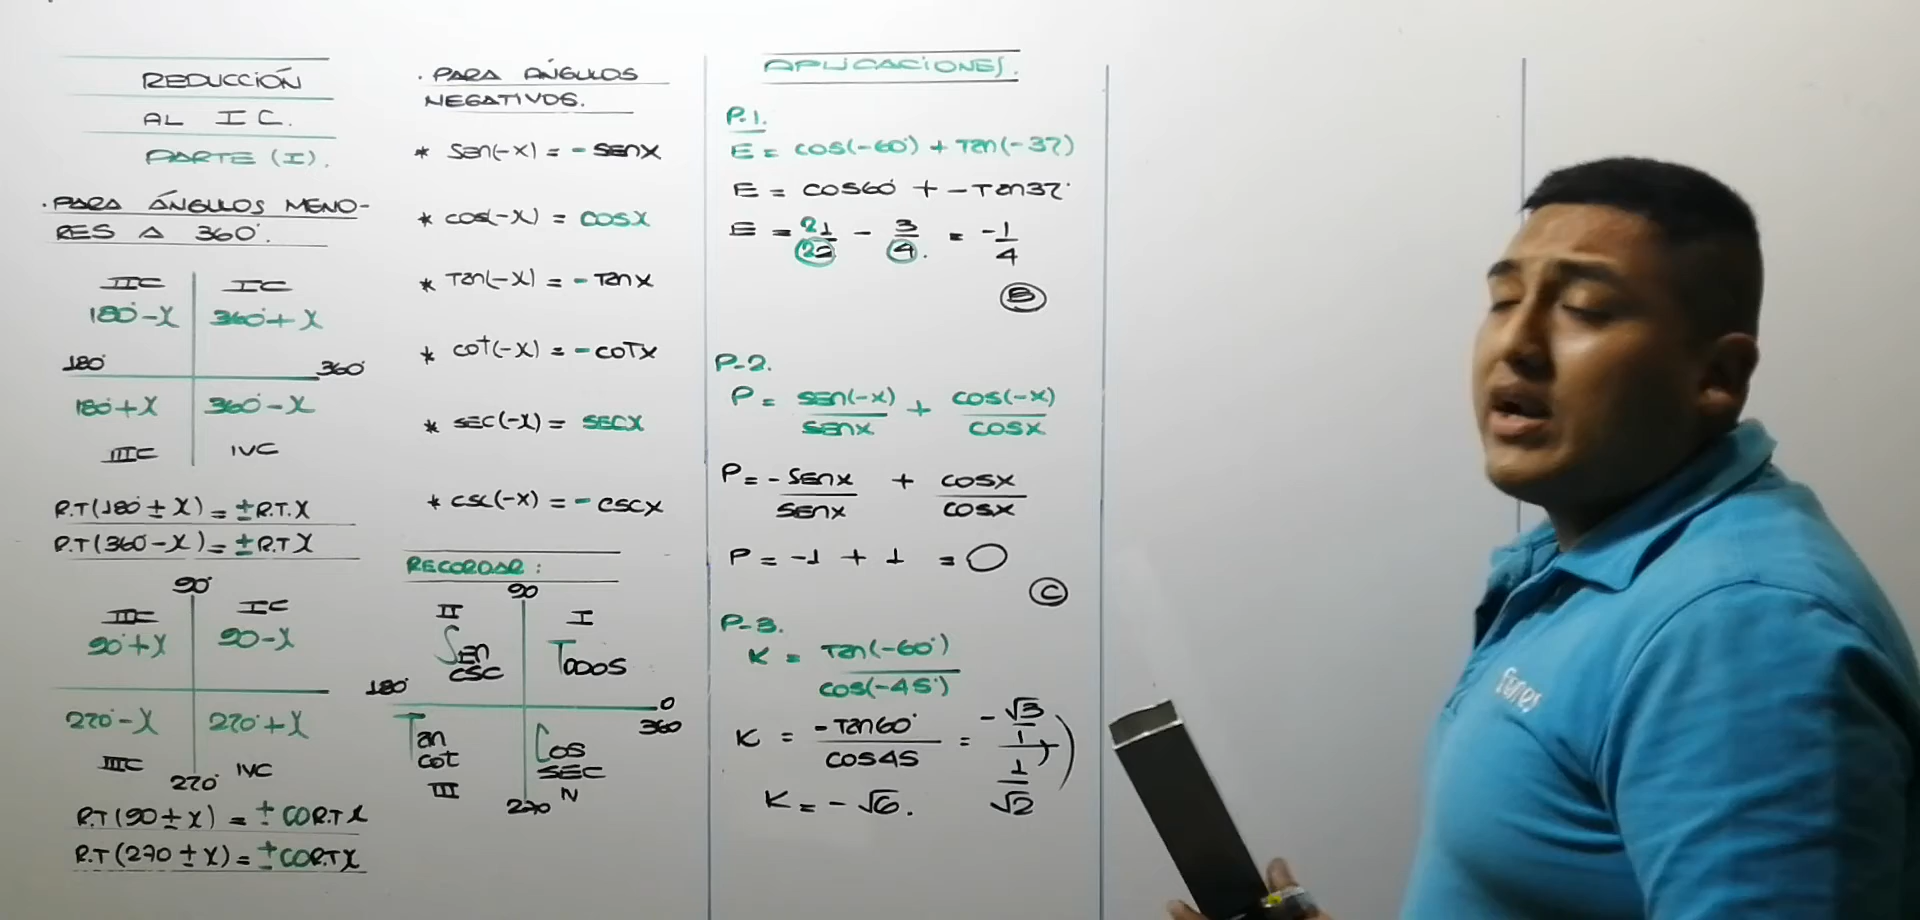 REDUCCIÓN
AL I C.
PARTE (I).
. PARA ÁNGULOS MENO-
RES A 360°.
IIC IC
180°-X 360°+X
180° 360°
180°+X 360°-X
IIIC IVC
R.T(180 ± X) = ±R.T.X
R.T(360-X) = ±R.T X
90°
IIC IC
90°+X 90-X
270°-X 270°+X
IIIC IVC
270°
R.T(90 ± X) = ± CO R.T X
R.T(270 ± X) = ± CO R.T X
. PARA ÁNGULOS
NEGATIVOS.
* Sen(-X) = - SENX
* cos(-X) = COSX
* Tan(-X) = - Tanx
* cot(-X) = -COTX
* SEC(-X) = SECX
* CSC(-X) = - CSCX
RECORDAR :
90
II I
SEN TODOS
CSC
180° 0
360
Tan COS
cot SEC
III IV
270
APLICACIONES.
P.1.
E = COS(-60°) + Tan(-37)
E = COS60° + -Tan37°
E = 21/22 - 3/4. = -1/4
B
P-2.
P = SEN(-X)/SENX + COS(-X)/COSX
P = -SENX/SENX + COSX/COSX
P = -1 + 1 = 0
C
P-3.
K = Tan(-60°)/COS(-45°)
K = -Tan60°/COS45 = -√3/1 / 1/√2
K = -√6.